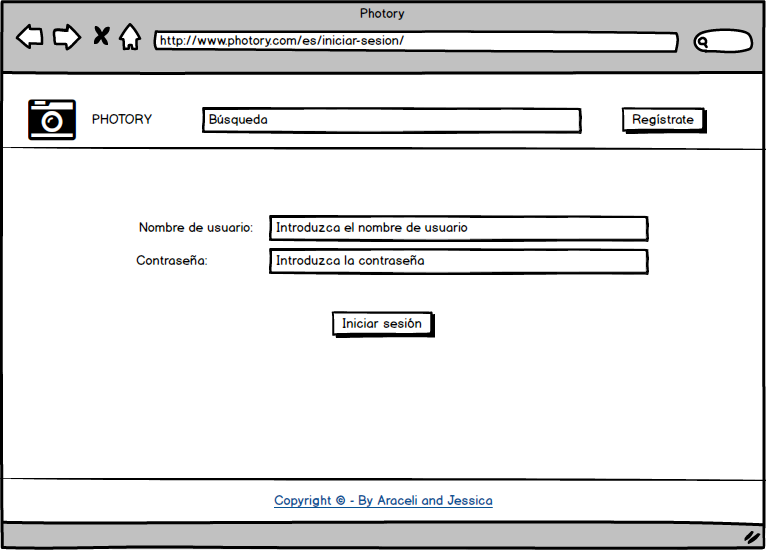 Photory
http://www.photory.com/es/iniciar-sesion/
PHOTORY
Búsqueda
Regístrate
Nombre de usuario:
Introduzca el nombre de usuario
Contraseña:
Introduzca la contraseña
Iniciar sesión
Copyright © - By Araceli and Jessica